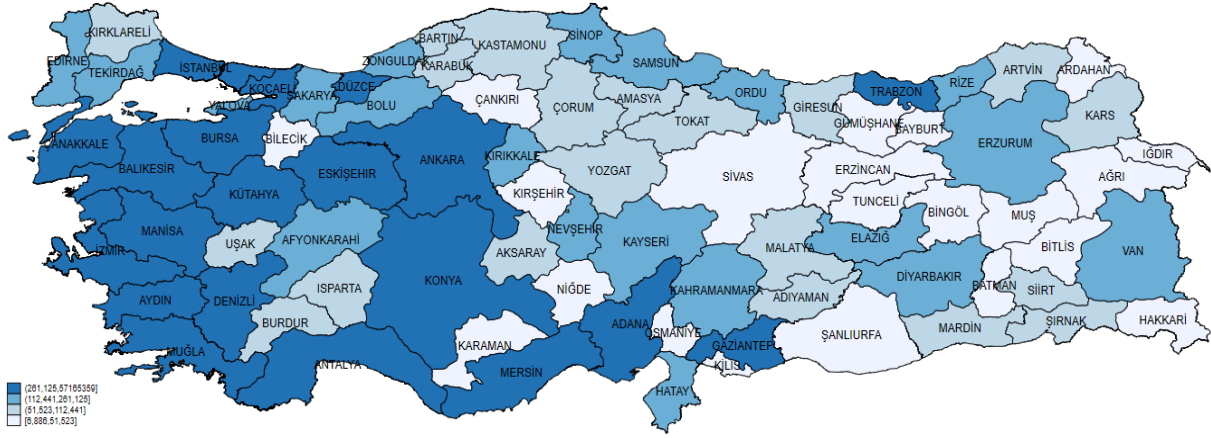 KIRKLARELİ
EDİRNE
TEKİRDAĞ
İSTANBUL
KOCAELİ
YALOVA
SAKARYA
DÜZCE
BOLU
ZONGULDA
BARTIN
KARABÜK
KASTAMONU
SİNOP
SAMSUN
ÇANKIRI
ÇORUM
AMASYA
TOKAT
ORDU
GİRESUN
TRABZON
GÜMÜŞHANE
BAYBURT
RİZE
ARTVİN
ARDAHAN
KARS
IĞDIR
ERZURUM
AĞRI
ÇANAKKALE
BALIKESİR
BURSA
BİLECİK
KÜTAHYA
ESKİŞEHİR
ANKARA
KIRIKKALE
KIRŞEHİR
YOZGAT
SİVAS
ERZİNCAN
TUNCELİ
BİNGÖL
MUŞ
BİTLİS
VAN
MANİSA
İZMİR
UŞAK
AFYONKARAHİ
KONYA
AKSARAY
NEVŞEHİR
KAYSERİ
MALATYA
ELAZIĞ
DİYARBAKIR
BATMAN
SİİRT
AYDIN
DENİZLİ
ISPARTA
BURDUR
NİĞDE
KAHRAMANMARA
ADIYAMAN
ŞANLIURFA
MARDİN
ŞIRNAK
HAKKARİ
MUĞLA
ANTALYA
KARAMAN
MERSİN
ADANA
OSMANİYE
GAZİANTEP
KİLİS
HATAY
(261,125,57165359]
(112,441,261,125]
(51,523,112,441]
[6,886,51,523]